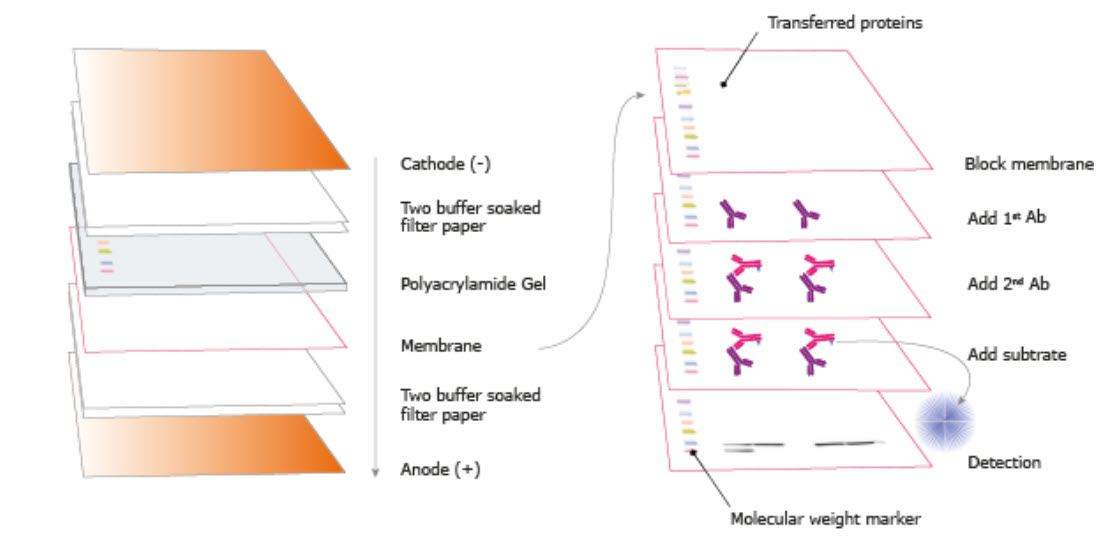 Transferred proteins
Cathode (-)
Two buffer soaked
filter paper
Polyacrylamide Gel
Membrane
Two buffer soaked
filter paper
Anode (+)
Block membrane
Add 1st Ab
Add 2nd Ab
Add subtrate
Detection
Molecular weight marker